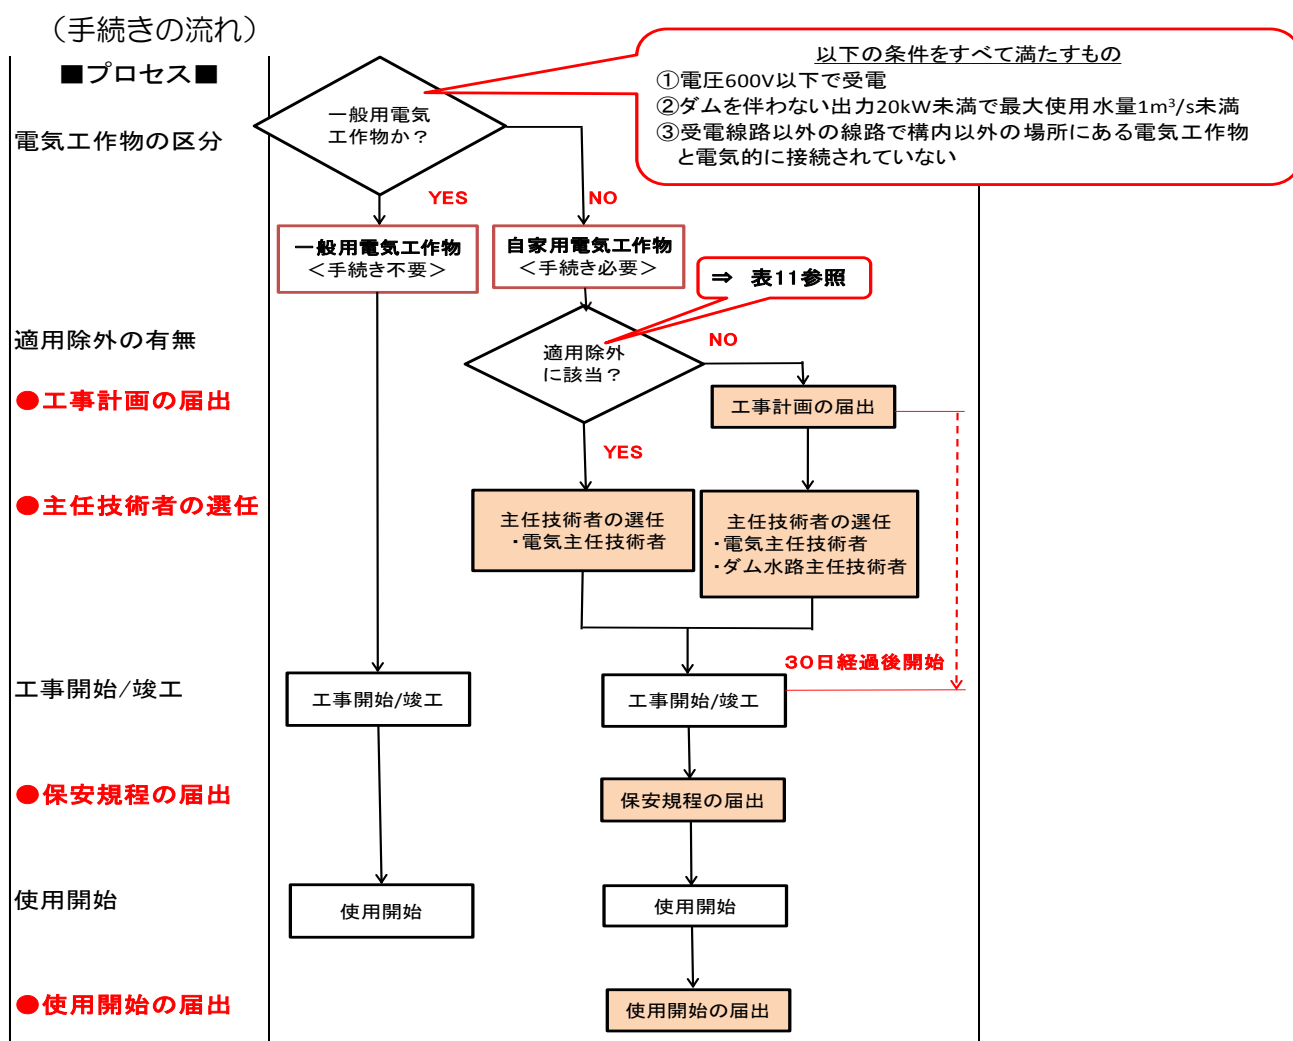 （手続きの流れ）
■プロセス■
以下の条件をすべて満たすもの
①電圧600V以下で受電
②ダムを伴わない出力20kW未満で最大使用水量1m³/s未満
③受電線路以外の線路で構内以外の場所にある電気工作物
と電気的に接続されていない
電気工作物の区分
一般用電気
工作物か？
YES
NO
一般用電気工作物
＜手続き不要＞
自家用電気工作物
＜手続き必要＞
⇒ 表11参照
適用除外の有無
適用除外
に該当？
NO
YES
●工事計画の届出
工事計画の届出
●主任技術者の選任
主任技術者の選任
・電気主任技術者
主任技術者の選任
・電気主任技術者
・ダム水路主任技術者
30日経過後開始
工事開始/竣工
工事開始/竣工
工事開始/竣工
●保安規程の届出
保安規程の届出
使用開始
使用開始
使用開始
●使用開始の届出
使用開始の届出